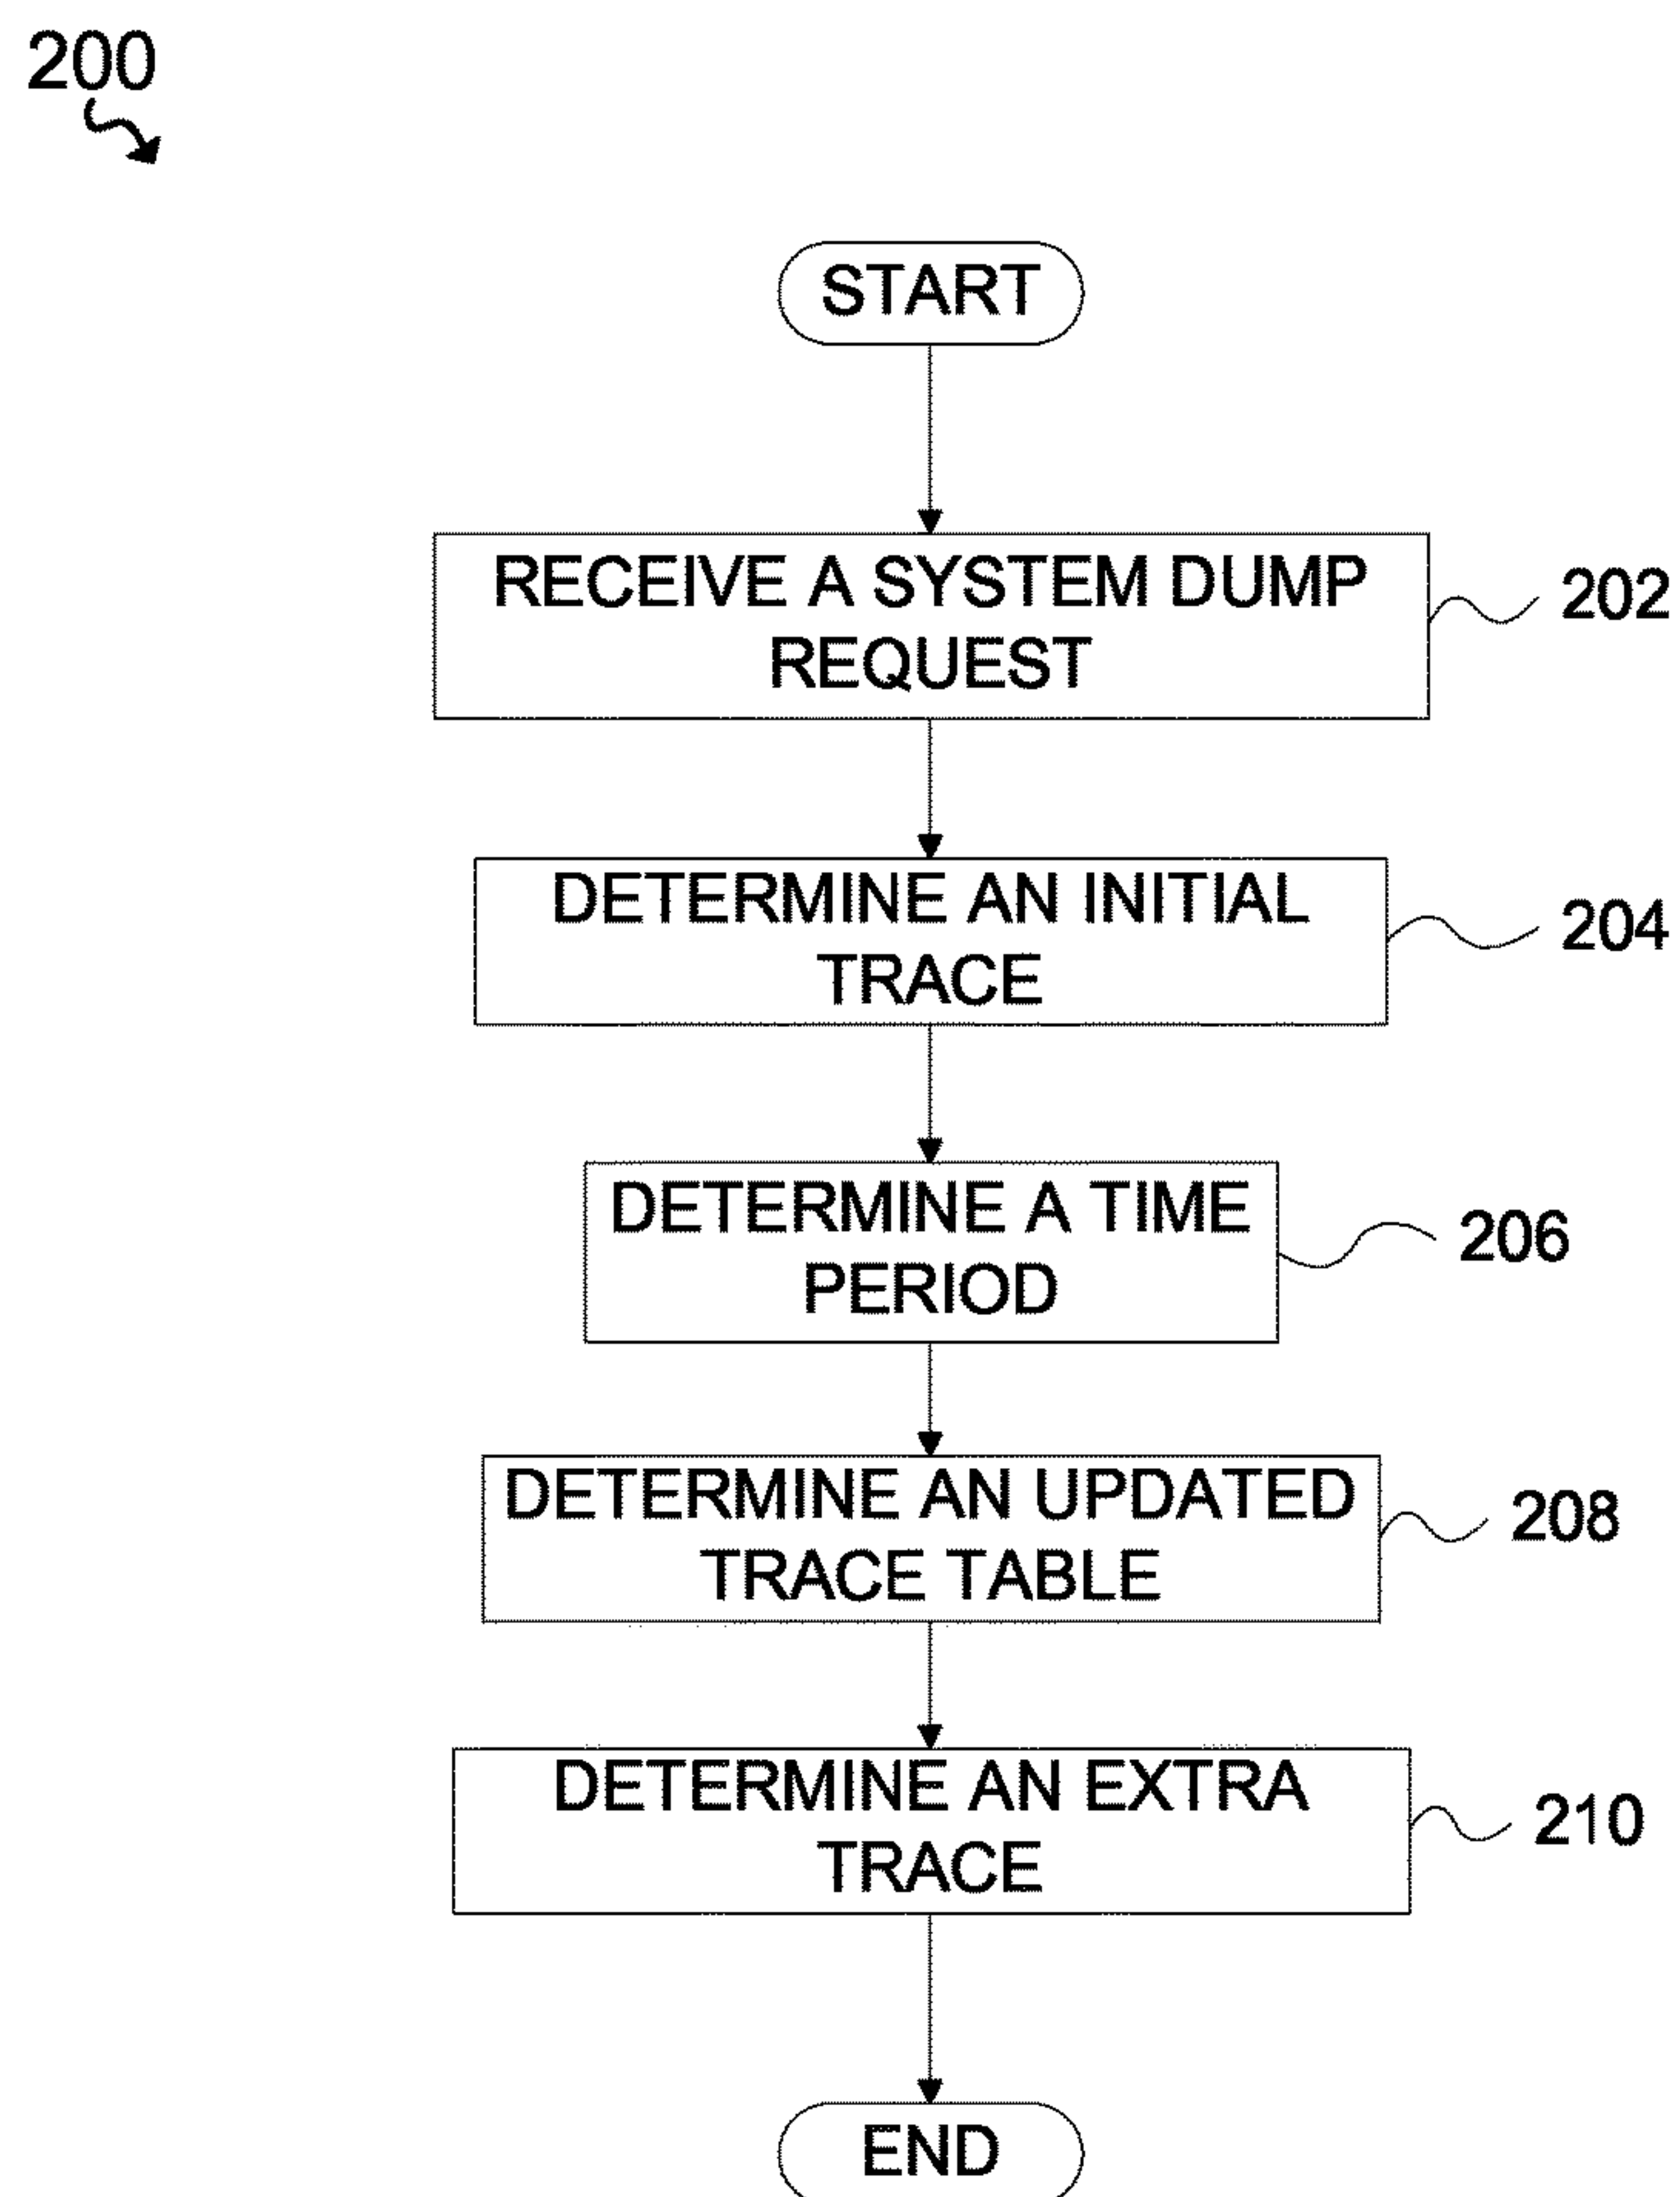 200
START
RECEIVE A SYSTEM DUMP
REQUEST
202
DETERMINE AN INITIAL
TRACE
204
DETERMINE A TIME
PERIOD
206
DETERMINE AN UPDATED
TRACE TABLE
208
DETERMINE AN EXTRA
TRACE
210
END